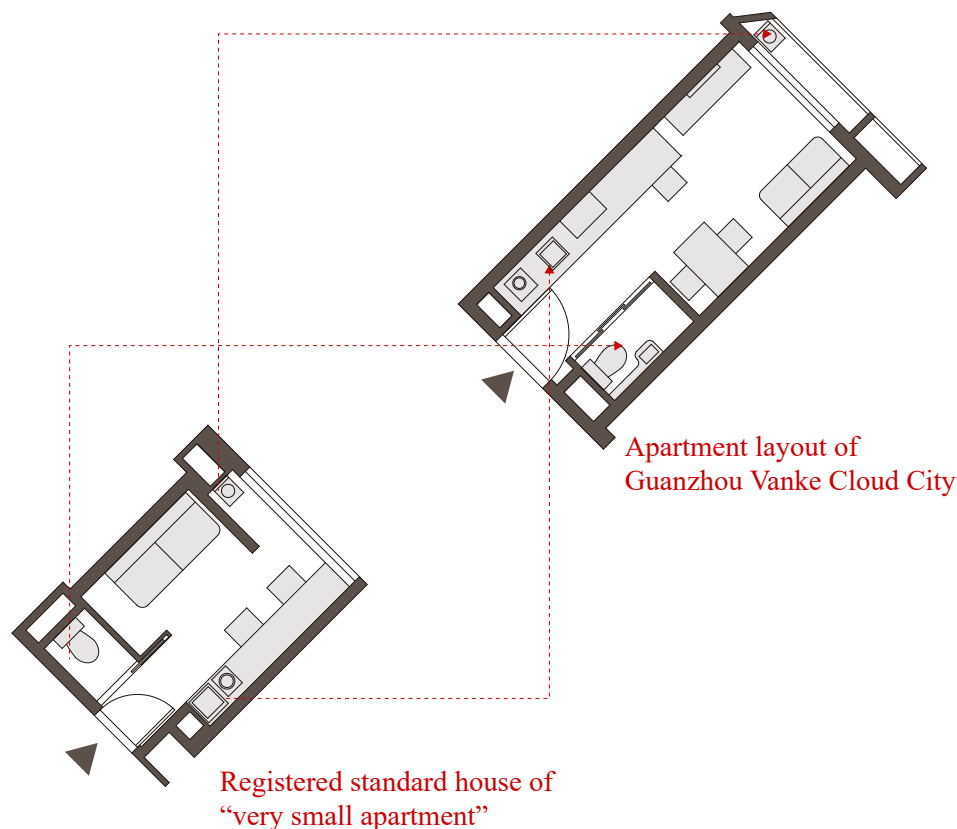 Apartment layout of
Guanzhou Vanke Cloud City
Registered standard house of
“very small apartment”